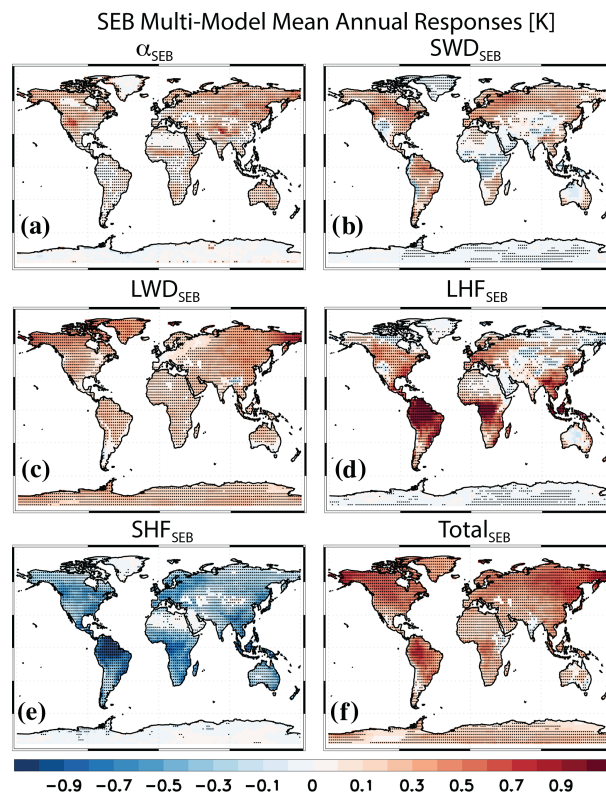 SEB Multi-Model Mean Annual Responses [K]
αSEB SWDSEB
(a) (b)
LWDSEB LHFSEB
(c) (d)
SHFSEB TotalSEB
(e) (f)
−0.9 −0.7 −0.5 −0.3 −0.1 0 0.1 0.3 0.5 0.7 0.9